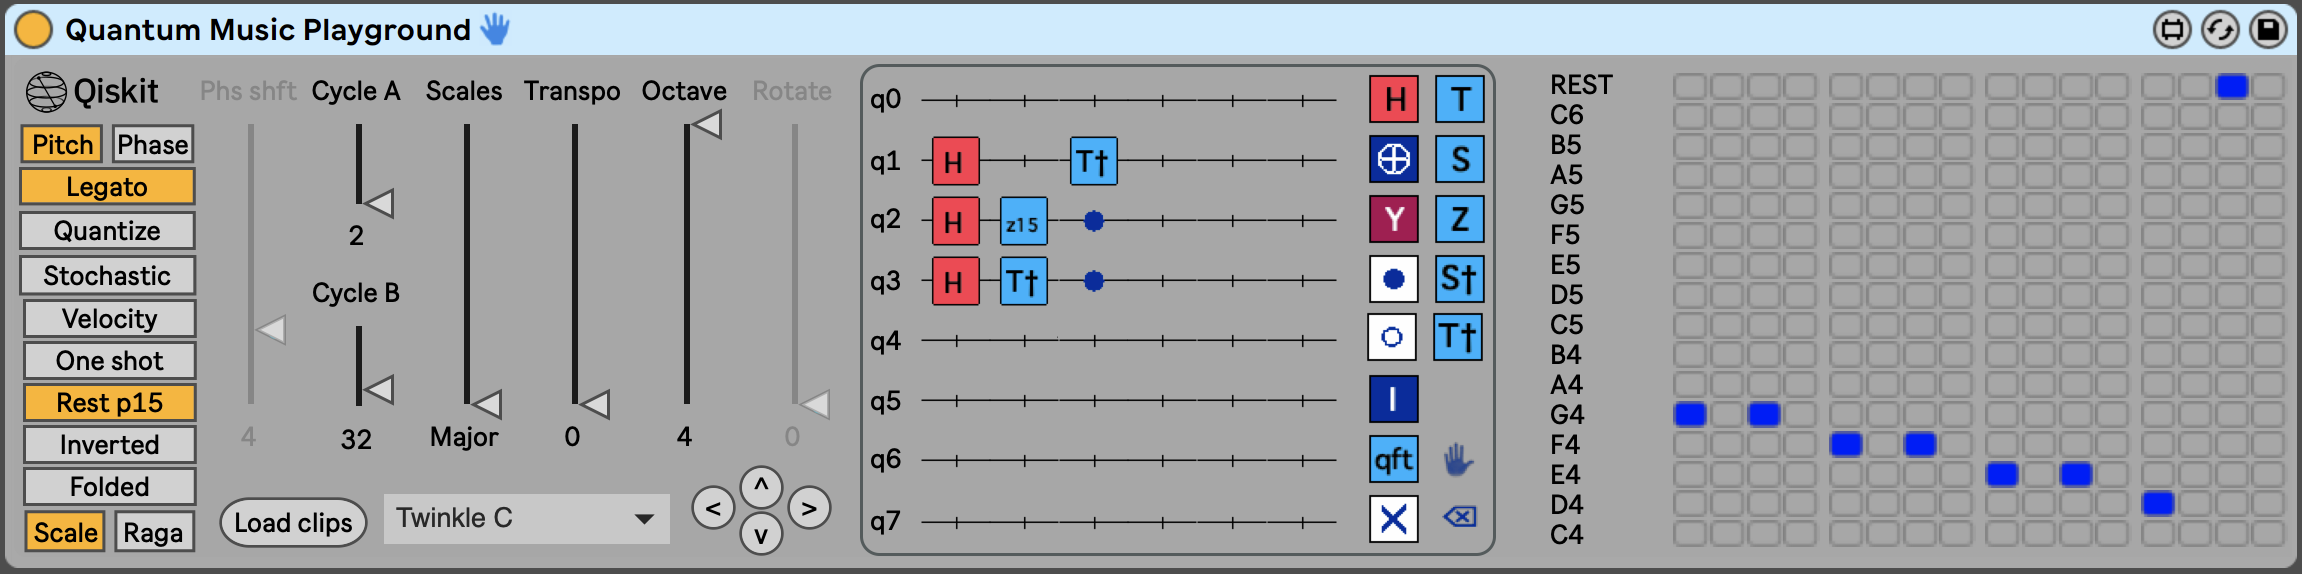 Quantum Music Playground
Qiskit
Phs shft
Cycle A
Scales
Transpo
Octave
Rotate
Pitch
Phase
Legato
Quantize
Stochastic
Velocity
One shot
Rest p15
Inverted
Folded
Scale
Raga
4
2
Cycle B
32
Major
0
4
0
Load clips
Twinkle C
<
^
v
>
q0
q1 H T†
q2 H z15
q3 H T†
q4
q5
q6
q7
H T
S
Y Z
S†
T†
I
qft
REST
C6
B5
A5
G5
F5
E5
D5
C5
B4
A4
G4
F4
E4
D4
C4